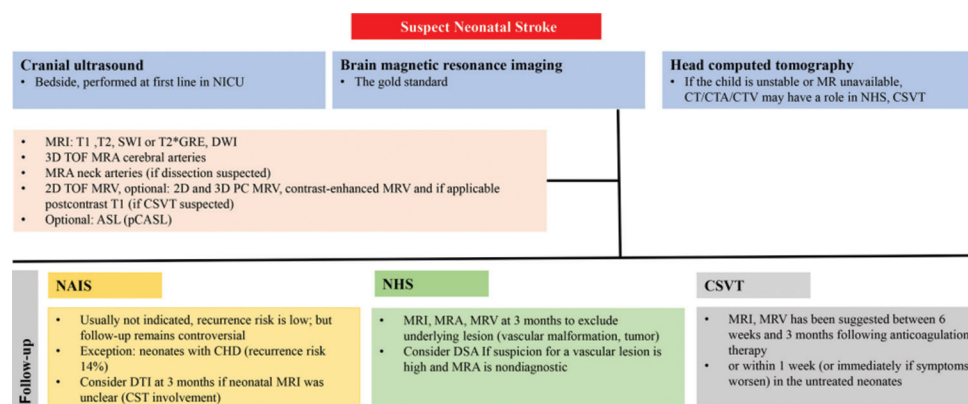 Suspect Neonatal Stroke
Cranial ultrasound
• Bedside, performed at first line in NICU
Brain magnetic resonance imaging
• The gold standard
Head computed tomography
• If the child is unstable or MR unavailable,
CT/CTA/CTV may have a role in NHS, CSVT
• MRI: T1 ,T2, SWI or T2*GRE, DWI
• 3D TOF MRA cerebral arteries
• MRA neck arteries (if dissection suspected)
• 2D TOF MRV, optional: 2D and 3D PC MRV, contrast-enhanced MRV and if applicable
postcontrast T1 (if CSVT suspected)
• Optional: ASL (pCASL)
Follow-up
NAIS
• Usually not indicated, recurrence risk is low; but
follow-up remains controversial
• Exception: neonates with CHD (recurrence risk
14%)
• Consider DTI at 3 months if neonatal MRI was
unclear (CST involvement)
NHS
• MRI, MRA, MRV at 3 months to exclude
underlying lesion (vascular malformation, tumor)
• Consider DSA If suspicion for a vascular lesion is
high and MRA is nondiagnostic
CSVT
• MRI, MRV has been suggested between 6
weeks and 3 months following anticoagulation
therapy
• or within 1 week (or immediately if symptoms
worsen) in the untreated neonates